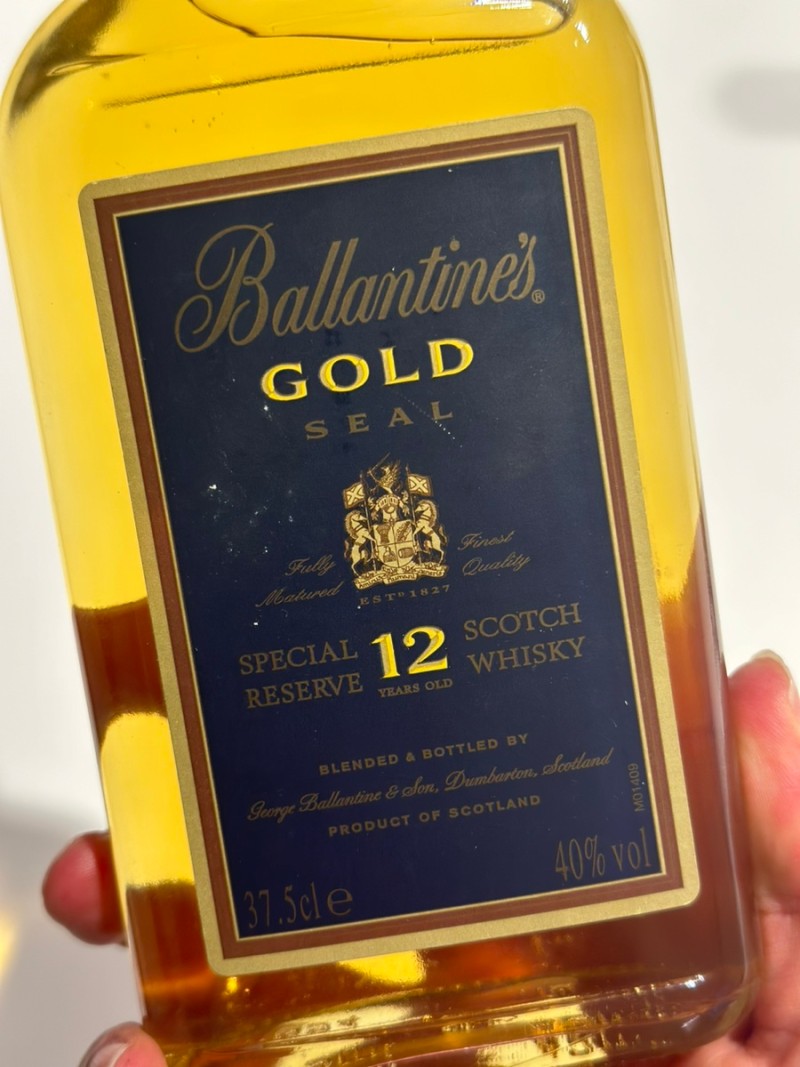 Ballantine's®
GOLD
SEAL
Fully Matured
Finest Quality
ESTD 1827
SPECIAL RESERVE
12
YEARS OLD
SCOTCH WHISKY
BLENDED & BOTTLED BY
George Ballantine & Son, Dumbarton, Scotland
PRODUCT OF SCOTLAND
M01409
37.5cl e
40% vol